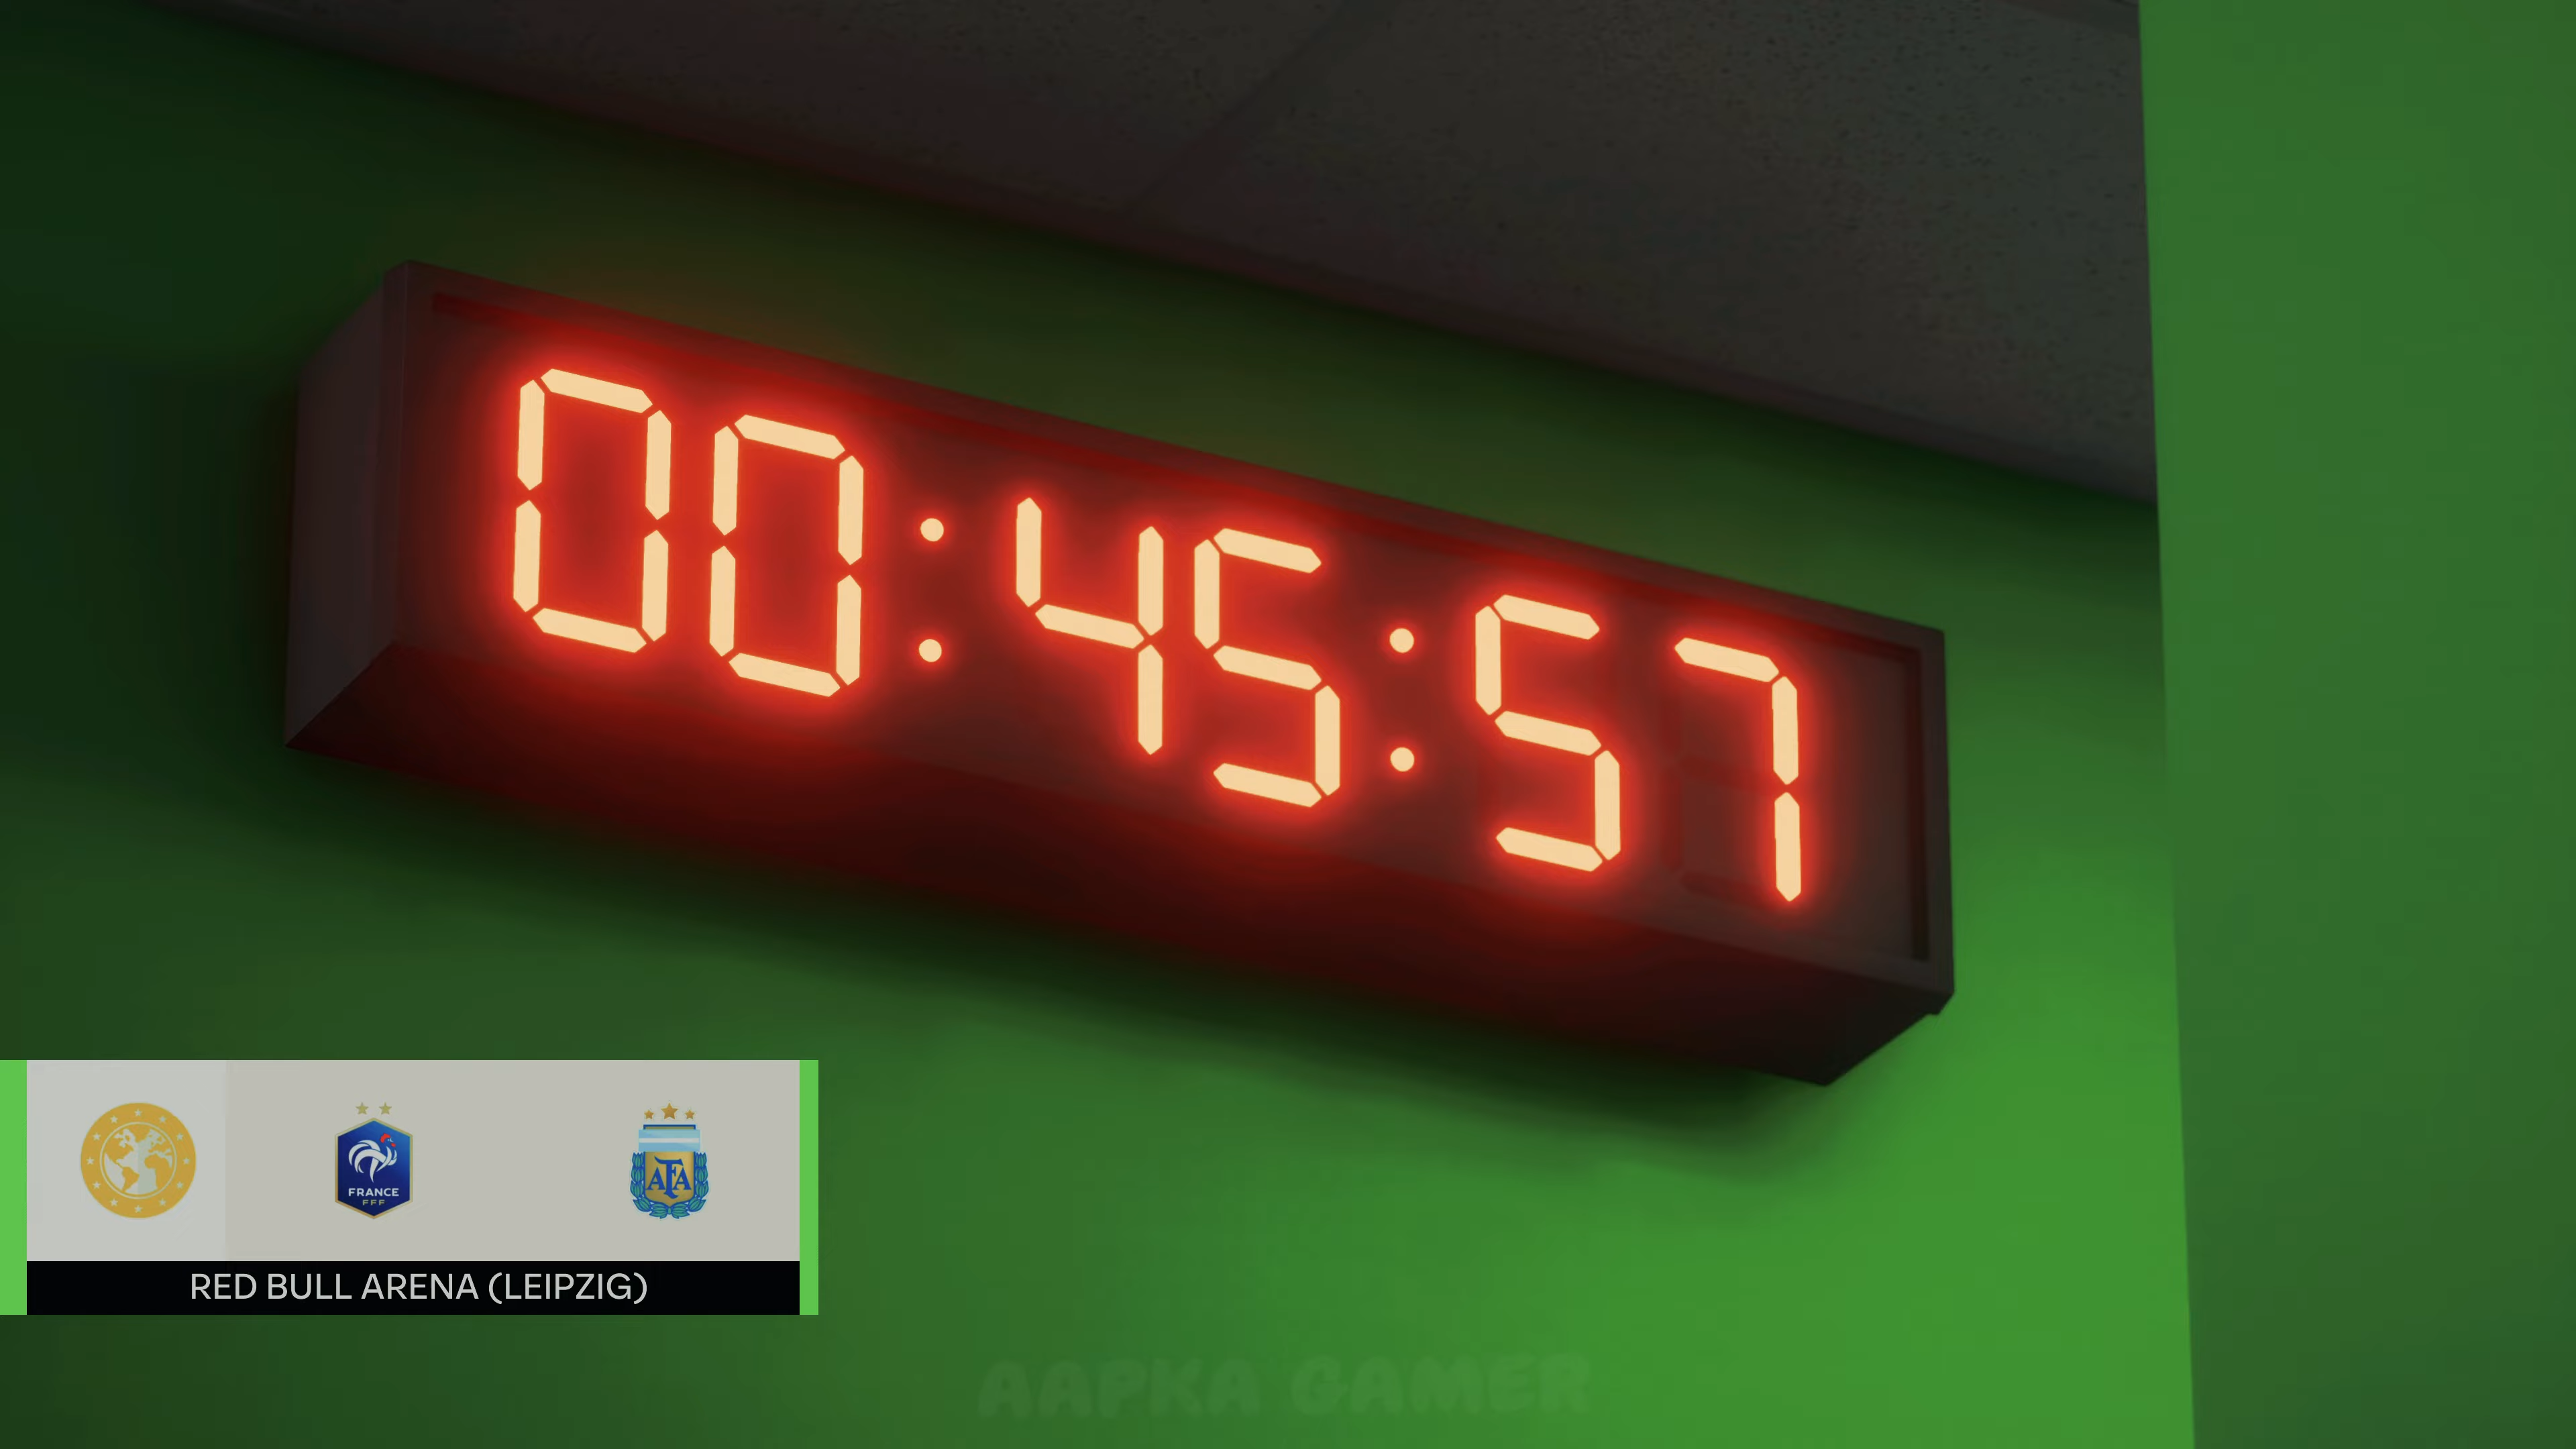 00:45:57
FRANCE
FFF
AFA
RED BULL ARENA (LEIPZIG)
AAPKA GAMER